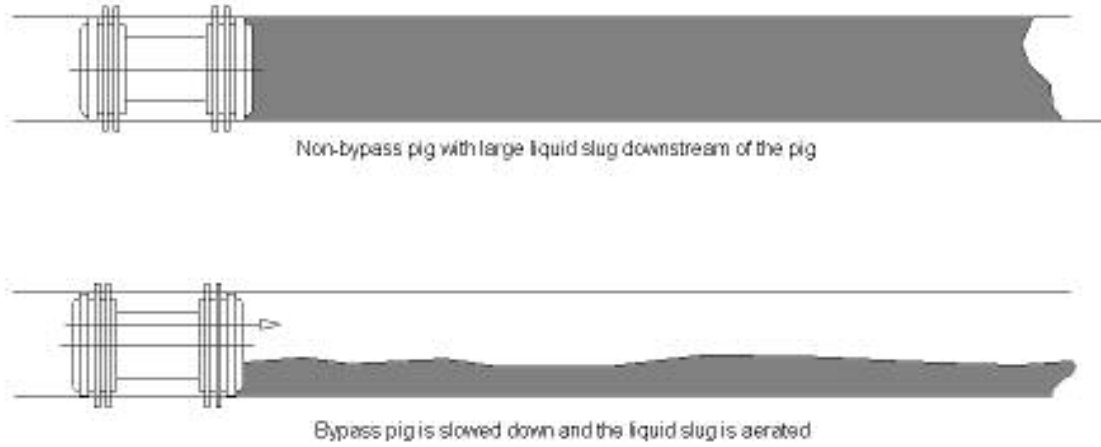 Non-bypass pig with large liquid slug downstream of the pig
Bypass pig is slowed down and the liquid slug is aerated